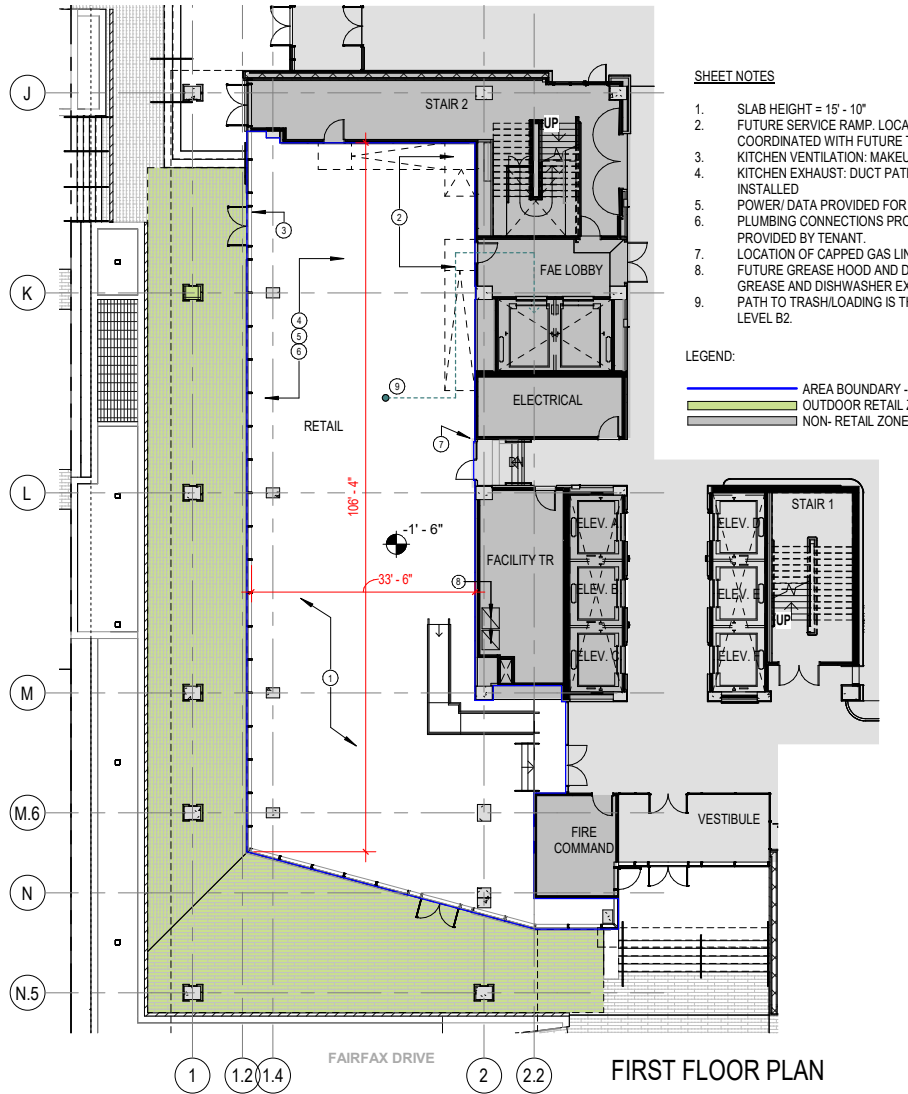 SHEET NOTES
1. SLAB HEIGHT = 15' - 10"
2. FUTURE SERVICE RAMP. LOCA
COORDINATED WITH FUTURE T
3. KITCHEN VENTILATION: MAKEU
4. KITCHEN EXHAUST: DUCT PATH
INSTALLED
5. POWER/ DATA PROVIDED FOR
6. PLUMBING CONNECTIONS PRO
PROVIDED BY TENANT.
7. LOCATION OF CAPPED GAS LIN
8. FUTURE GREASE HOOD AND D
GREASE AND DISHWASHER EX
9. PATH TO TRASH/LOADING IS TH
LEVEL B2.
LEGEND:
AREA BOUNDARY -
OUTDOOR RETAIL Z
NON- RETAIL ZONE
J
STAIR 2
UP
2
3
FAE LOBBY
K
4
5
6
9
ELECTRICAL
RETAIL
7
DN
L
106' - 4"
STAIR 1
ELEV. A
ELEV. D
-1' - 6"
FACILITY TR
33' - 6"
8
ELEV. B
ELEV. E
UP
ELEV. C
ELEV. F
1
M
M.6
FIRE
COMMAND
VESTIBULE
N
N.5
FAIRFAX DRIVE
1
1.2
1.4
2
2.2
FIRST FLOOR PLAN